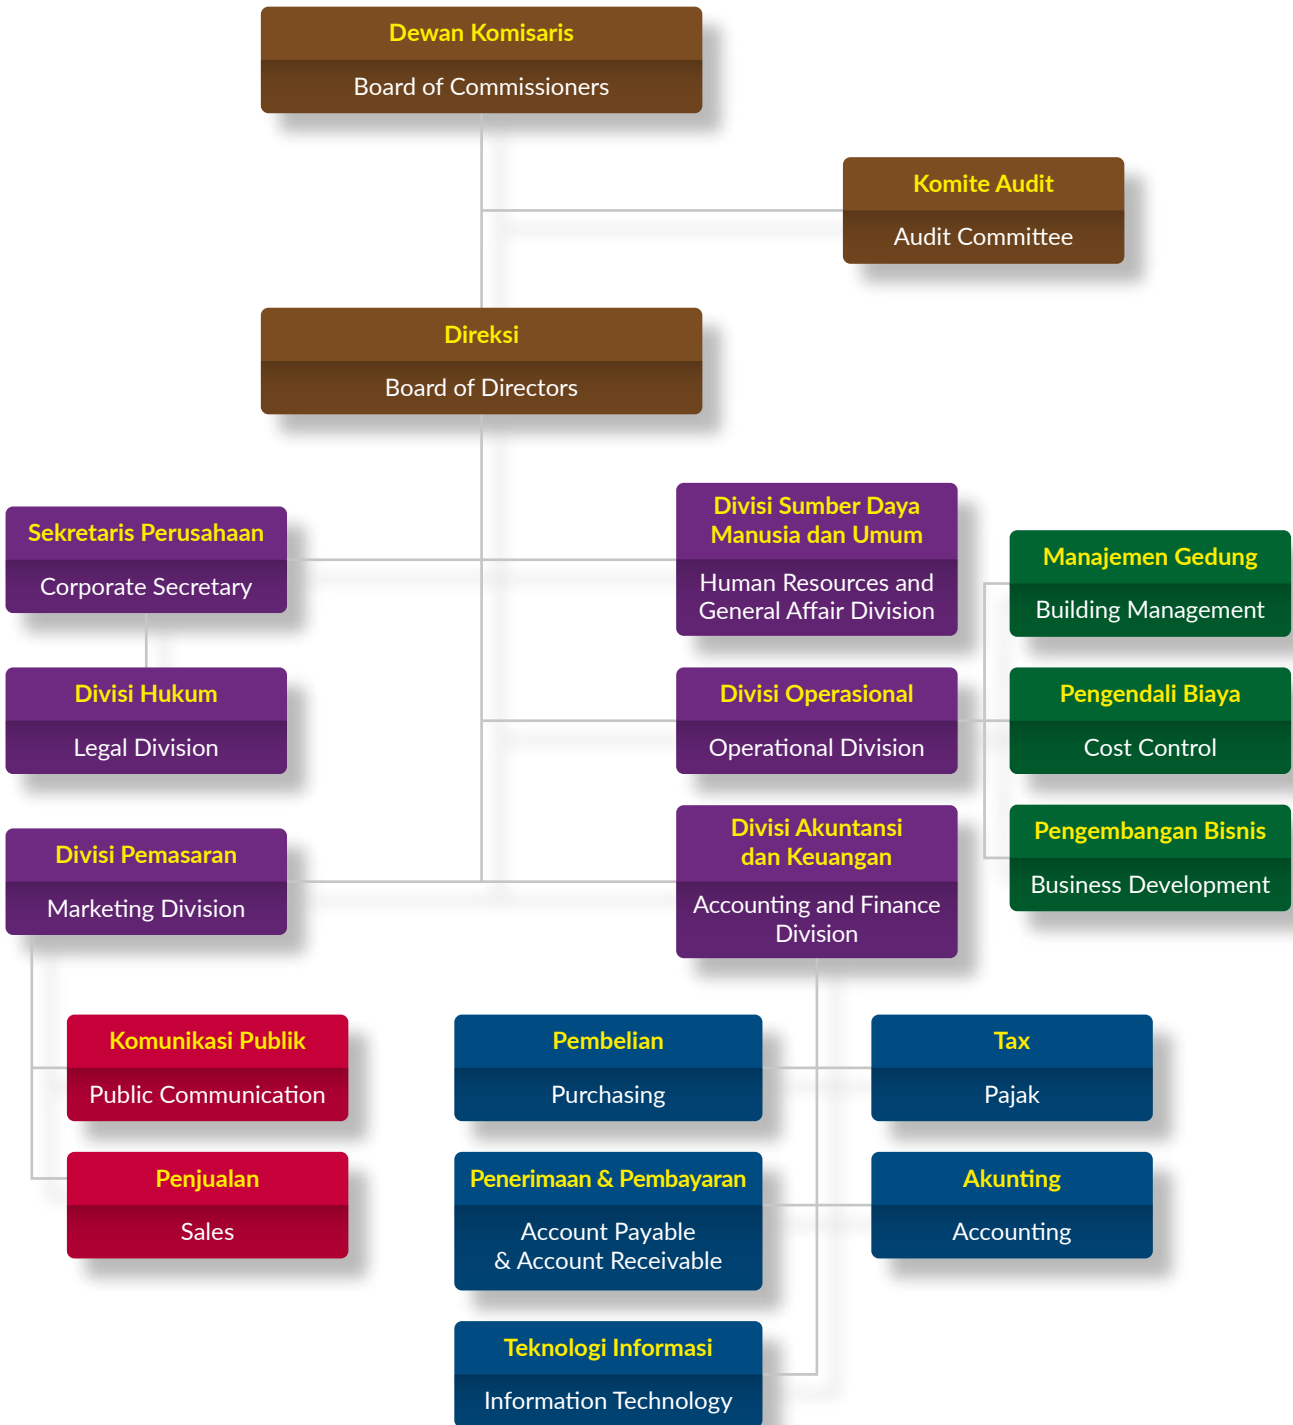 Dewan Komisaris
Board of Commissioners
Komite Audit
Audit Committee
Direksi
Board of Directors
Sekretaris Perusahaan
Corporate Secretary
Divisi Sumber Daya
Manusia dan Umum
Human Resources and
General Affair Division
Manajemen Gedung
Building Management
Divisi Hukum
Legal Division
Divisi Operasional
Operational Division
Pengendali Biaya
Cost Control
Divisi Pemasaran
Marketing Division
Divisi Akuntansi
dan Keuangan
Accounting and Finance
Division
Pengembangan Bisnis
Business Development
Komunikasi Publik
Public Communication
Pembelian
Purchasing
Tax
Pajak
Penjualan
Sales
Penerimaan & Pembayaran
Account Payable
& Account Receivable
Akunting
Accounting
Teknologi Informasi
Information Technology